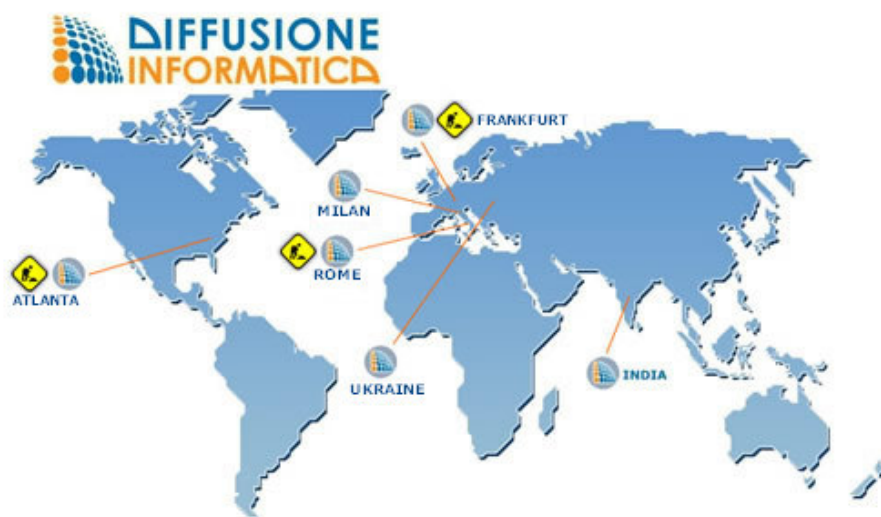 DIFFUSIONE
INFORMATICA
FRANKFURT
MILAN
ROME
ATLANTA
UKRAINE
INDIA